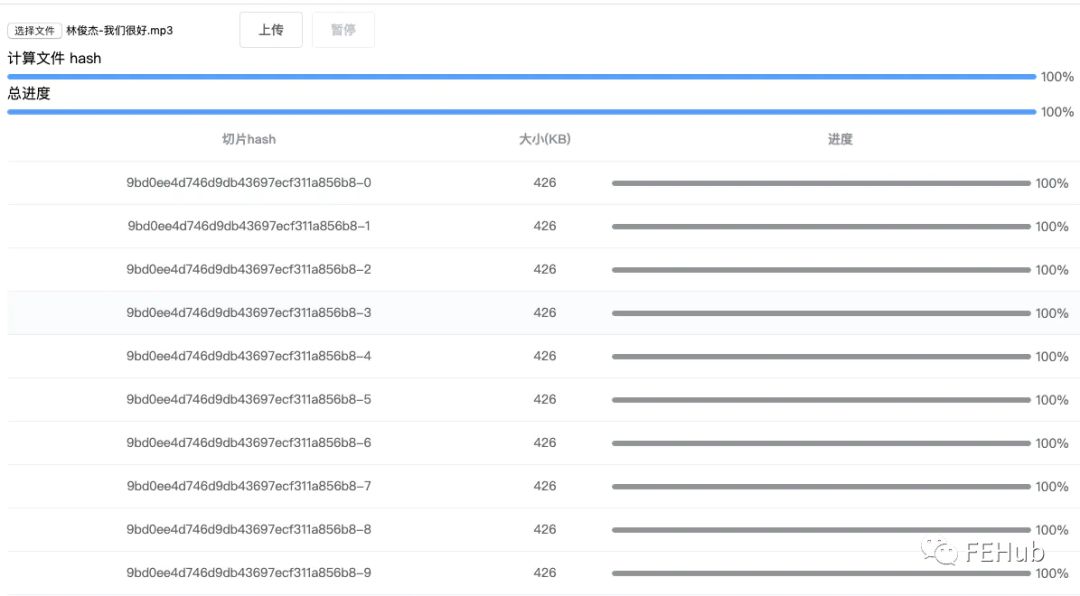 选择文件 林俊杰-我们很好.mp3 上传 暂停
计算文件 hash
100%
总进度
100%
切片hash 大小(KB) 进度
9bd0ee4d746d9db43697ecf311a856b8-0 426 100%
9bd0ee4d746d9db43697ecf311a856b8-1 426 100%
9bd0ee4d746d9db43697ecf311a856b8-2 426 100%
9bd0ee4d746d9db43697ecf311a856b8-3 426 100%
9bd0ee4d746d9db43697ecf311a856b8-4 426 100%
9bd0ee4d746d9db43697ecf311a856b8-5 426 100%
9bd0ee4d746d9db43697ecf311a856b8-6 426 100%
9bd0ee4d746d9db43697ecf311a856b8-7 426 100%
9bd0ee4d746d9db43697ecf311a856b8-8 426 100%
FEHub
9bd0ee4d746d9db43697ecf311a856b8-9 426 100%